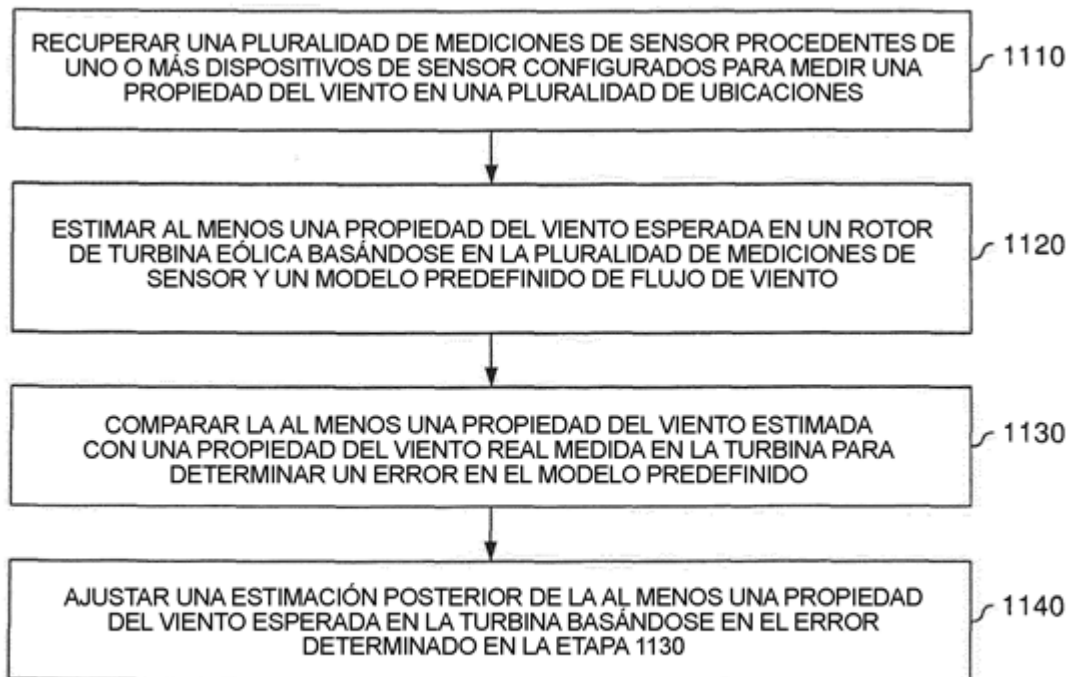 RECUPERAR UNA PLURALIDAD DE MEDICIONES DE SENSOR PROCEDENTES DE
UNO O MÁS DISPOSITIVOS DE SENSOR CONFIGURADOS PARA MEDIR UNA
PROPIEDAD DEL VIENTO EN UNA PLURALIDAD DE UBICACIONES
1110
ESTIMAR AL MENOS UNA PROPIEDAD DEL VIENTO ESPERADA EN UN ROTOR
DE TURBINA EÓLICA BASÁNDOSE EN LA PLURALIDAD DE MEDICIONES DE
SENSOR Y UN MODELO PREDEFINIDO DE FLUJO DE VIENTO
1120
COMPARAR LA AL MENOS UNA PROPIEDAD DEL VIENTO ESTIMADA
CON UNA PROPIEDAD DEL VIENTO REAL MEDIDA EN LA TURBINA PARA
DETERMINAR UN ERROR EN EL MODELO PREDEFINIDO
1130
AJUSTAR UNA ESTIMACIÓN POSTERIOR DE LA AL MENOS UNA PROPIEDAD
DEL VIENTO ESPERADA EN LA TURBINA BASÁNDOSE EN EL ERROR
DETERMINADO EN LA ETAPA 1130
1140